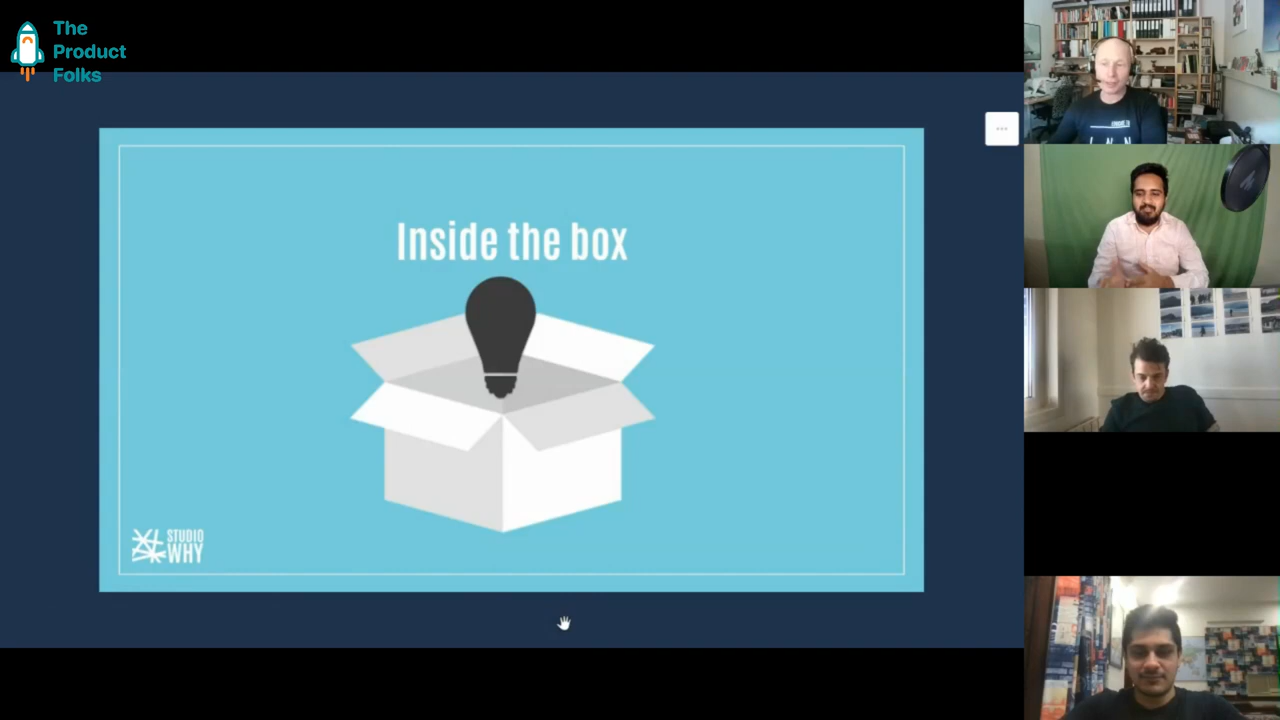 The
Product
Folks
Inside the box
STUDIO
WHY